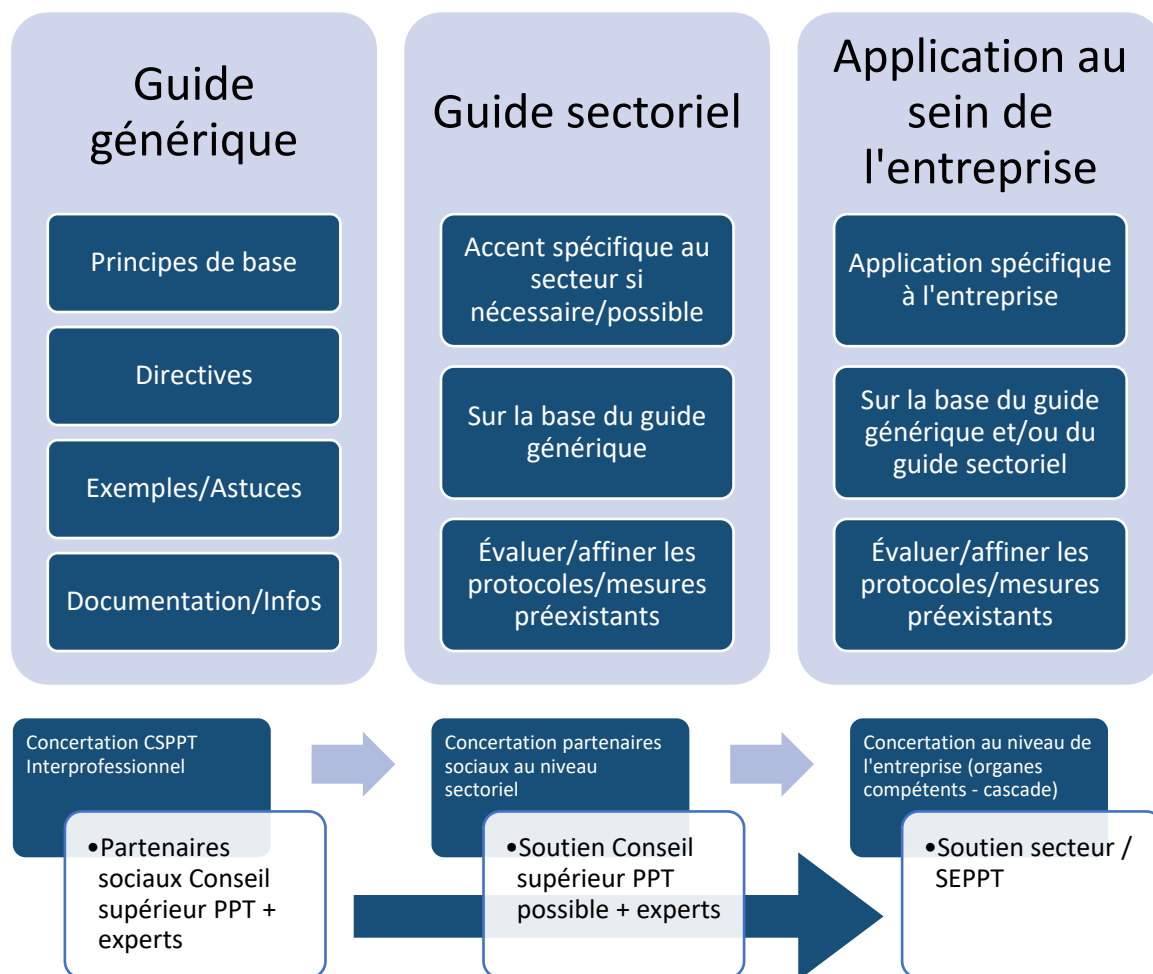 Guide
générique
Principes de base
Directives
Exemples/Astuces
Documentation/Infos
Guide sectoriel
Accent spécifique au
secteur si
nécessaire/possible
Sur la base du guide
générique
Évaluer/affiner les
protocoles/mesures
préexistants
Application au
sein de
l'entreprise
Application spécifique
à l'entreprise
Sur la base du guide
générique et/ou du
guide sectoriel
Évaluer/affiner les
protocoles/mesures
préexistants
Concertation CSPPT
Interprofessionnel
•Partenaires
sociaux Conseil
supérieur PPT +
experts
Concertation partenaires
sociaux au niveau
sectoriel
•Soutien Conseil
supérieur PPT
possible + experts
Concertation au niveau de
l'entreprise (organes
compétents - cascade)
•Soutien secteur /
SEPPT